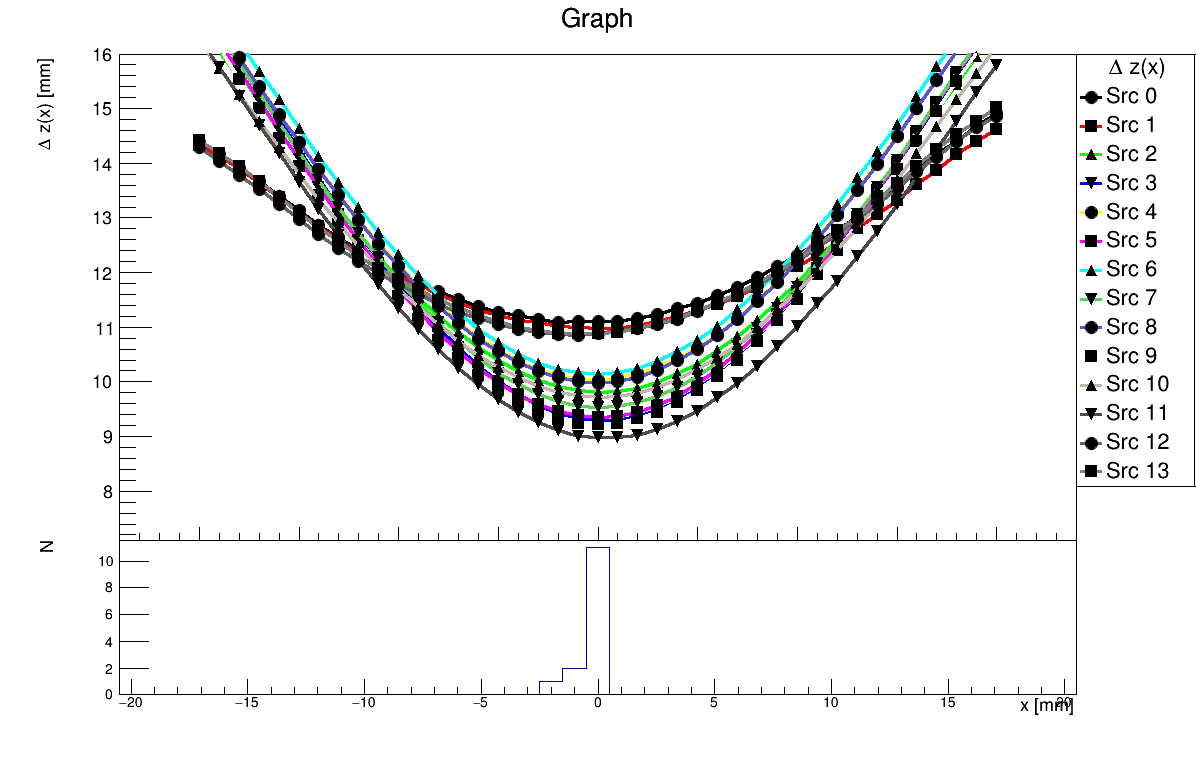 Graph
Δ z(x) [mm]
16
15
14
13
12
11
10
9
8
Δ z(x)
Src 0
Src 1
Src 2
Src 3
Src 4
Src 5
Src 6
Src 7
Src 8
Src 9
Src 10
Src 11
Src 12
Src 13
N
10
8
6
4
2
0
−20 −15 −10 −5 0 5 10 15 20
x [mm]